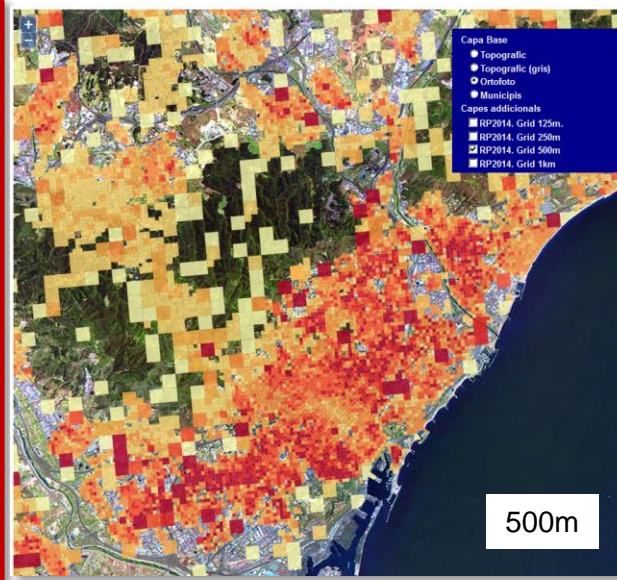 +
−
Capa Base
Topografic
Topografic (gris)
Ortofoto
Municipis
Capes addicionals
RP2014. Grid 125m.
RP2014. Grid 250m
RP2014. Grid 500m
RP2014. Grid 1km
500m